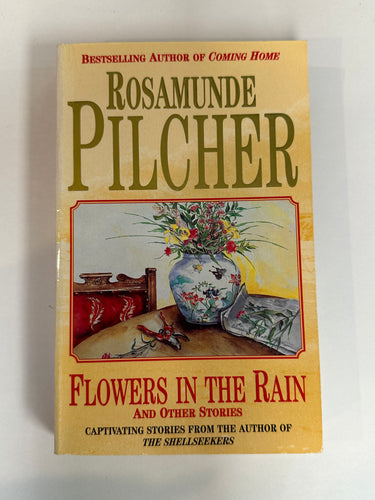 BESTSELLING AUTHOR OF COMING HOME
ROSAMUNDE
PILCHER
FLOWERS IN THE RAIN
AND OTHER STORIES
CAPTIVATING STORIES FROM THE AUTHOR OF
THE SHELLSEEKERS